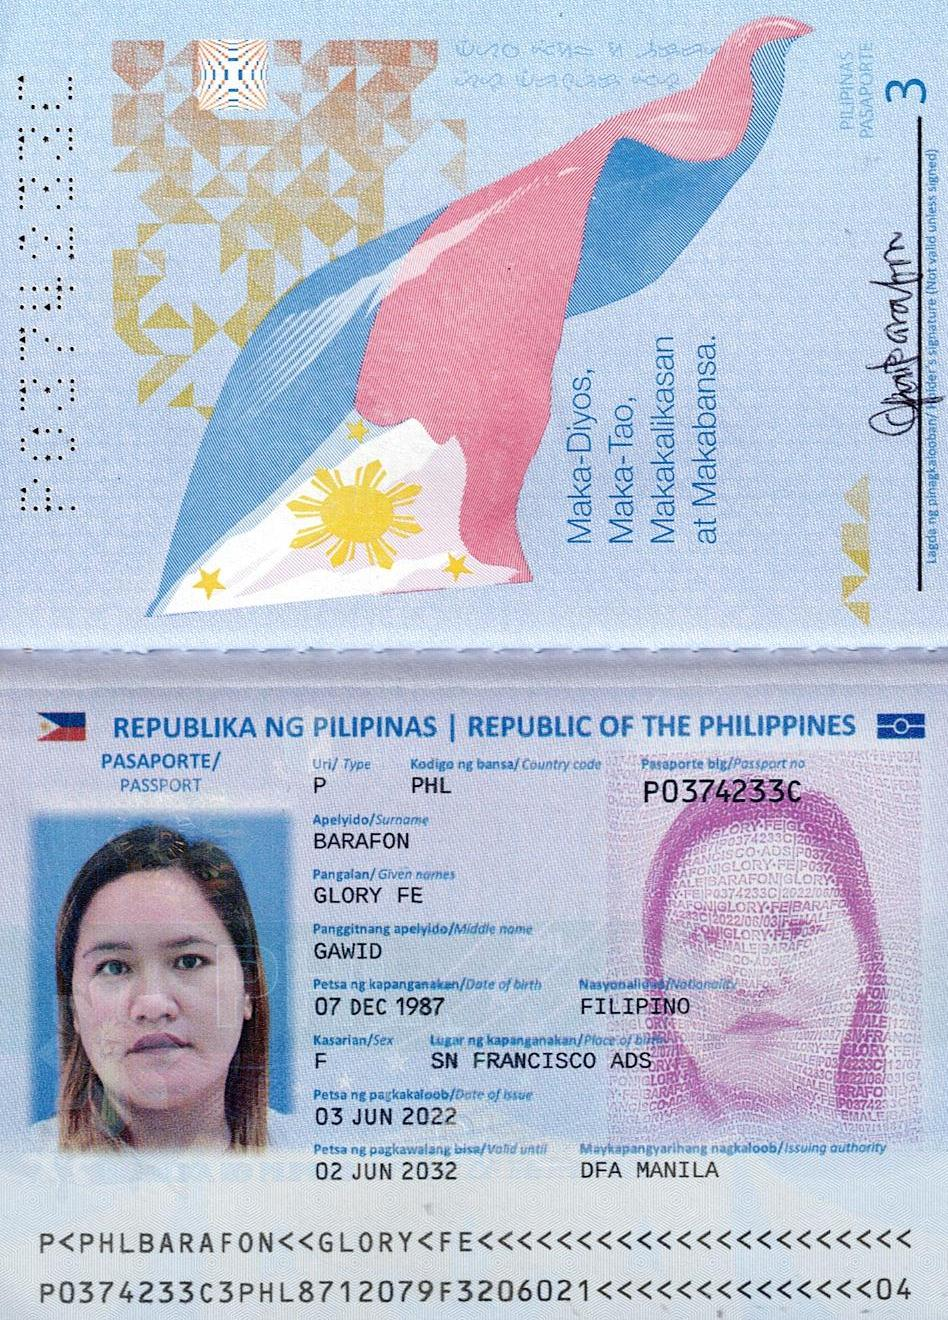 P0374233C
PILIPINAS
PASAPORTE
3
Maka-Diyos,
Maka-Tao,
Makakalikasan
at Makabansa.
Lagda ng pinagkalooban/ Holder's signature (Not valid unless signed)
REPUBLIKA NG PILIPINAS | REPUBLIC OF THE PHILIPPINES
PASAPORTE/
PASSPORT
Uri/ Type Kodigo ng bansa/ Country code Pasaporte blg/Passport no
P PHL P0374233C
Apelyido/Surname
BARAFON
Pangalan/ Given names
GLORY FE
Panggitnang apelyido/Middle name
GAWID
Petsa ng kapanganakan/Date of birth Nasyonalidad/Nationality
07 DEC 1987 FILIPINO
Kasarian/Sex Lugar ng kapanganakan/Place of birth
F SN FRANCISCO ADS
Petsa ng pagkakaloob/Date of issue
03 JUN 2022
Petsa ng pagkawalang bisa/Valid until Maykapangyarihang nagkaloob/Issuing authority
02 JUN 2032 DFA MANILA
P<PHLBARAFON<<GLORY<FE<<<<<<<<<<<<<<<<<<<<<<
P0374233C3PHL8712079F3206021<<<<<<<<<<<<<<04